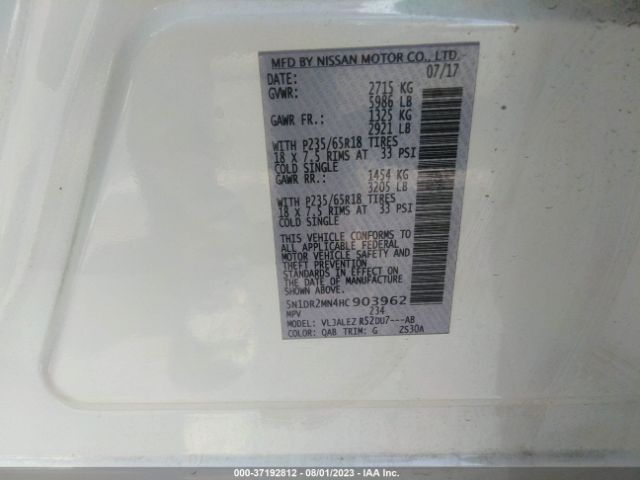 MFD BY NISSAN MOTOR CO., LTD.
DATE: 07/17
GVWR: 2715 KG
5986 LB
GAWR FR.: 1325 KG
2921 LB
WITH P235/65R18 TIRES
18 X 7.5 RIMS AT 33 PSI
COLD SINGLE
GAWR RR.: 1454 KG
3205 LB
WITH P235/65R18 TIRES
18 X 7.5 RIMS AT 33 PSI
COLD SINGLE
THIS VEHICLE CONFORMS TO
ALL APPLICABLE FEDERAL
MOTOR VEHICLE SAFETY AND
THEFT PREVENTION
STANDARDS IN EFFECT ON
THE DATE OF MANUFACTURE
SHOWN ABOVE.
5N1DR2MN4HC903962
MPV 234
MODEL: VLJALEZ R52DU7---AB
COLOR: QAB TRIM: G 2S30A
000-37192812 - 08/01/2023 - IAA Inc.